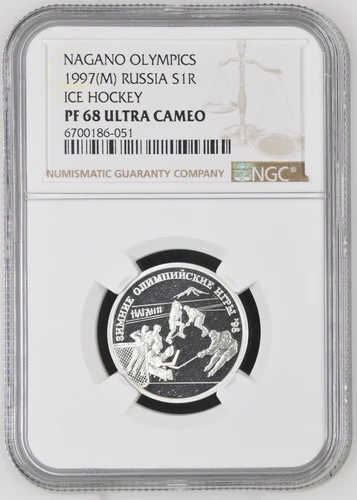 NAGANO OLYMPICS
1997(M) RUSSIA S1R
ICE HOCKEY
PF 68 ULTRA CAMEO
6700186-051
NUMISMATIC GUARANTY COMPANY
NGC®
ЗИМНИЕ ОЛИМПИЙСКИЕ ИГРЫ '98
НАГАНО